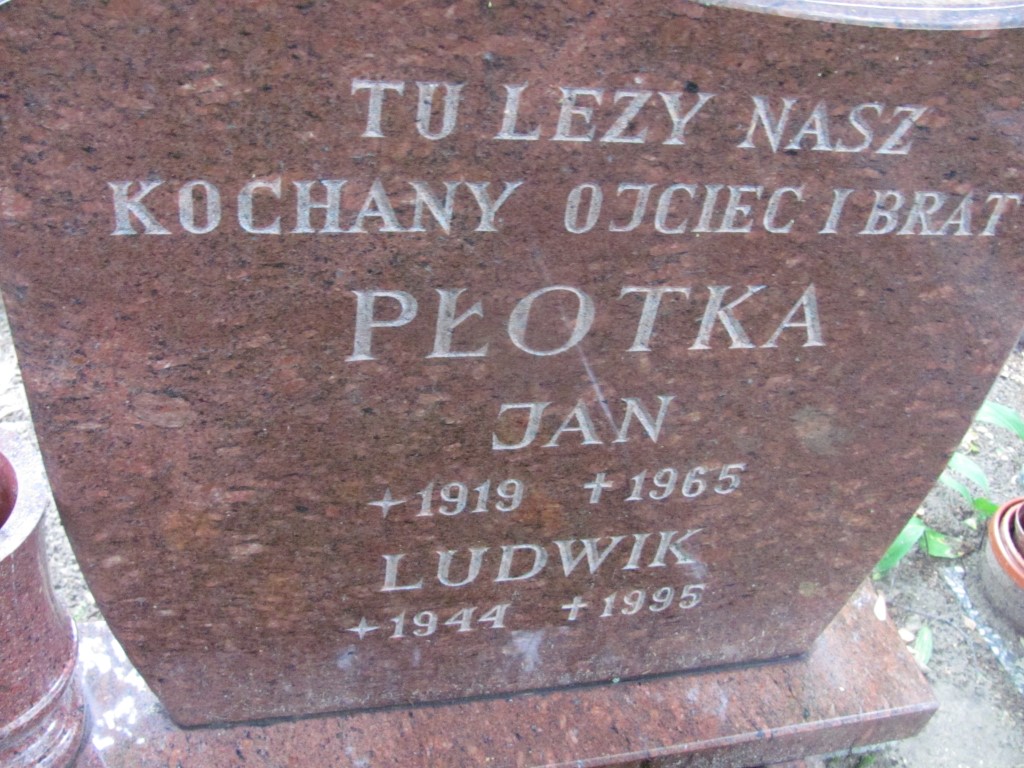 TU LEŻY NASZ
KOCHANY OJCIEC I BRAT
PŁOTKA
JAN
+1919 +1965
LUDWIK
+1944 +1995